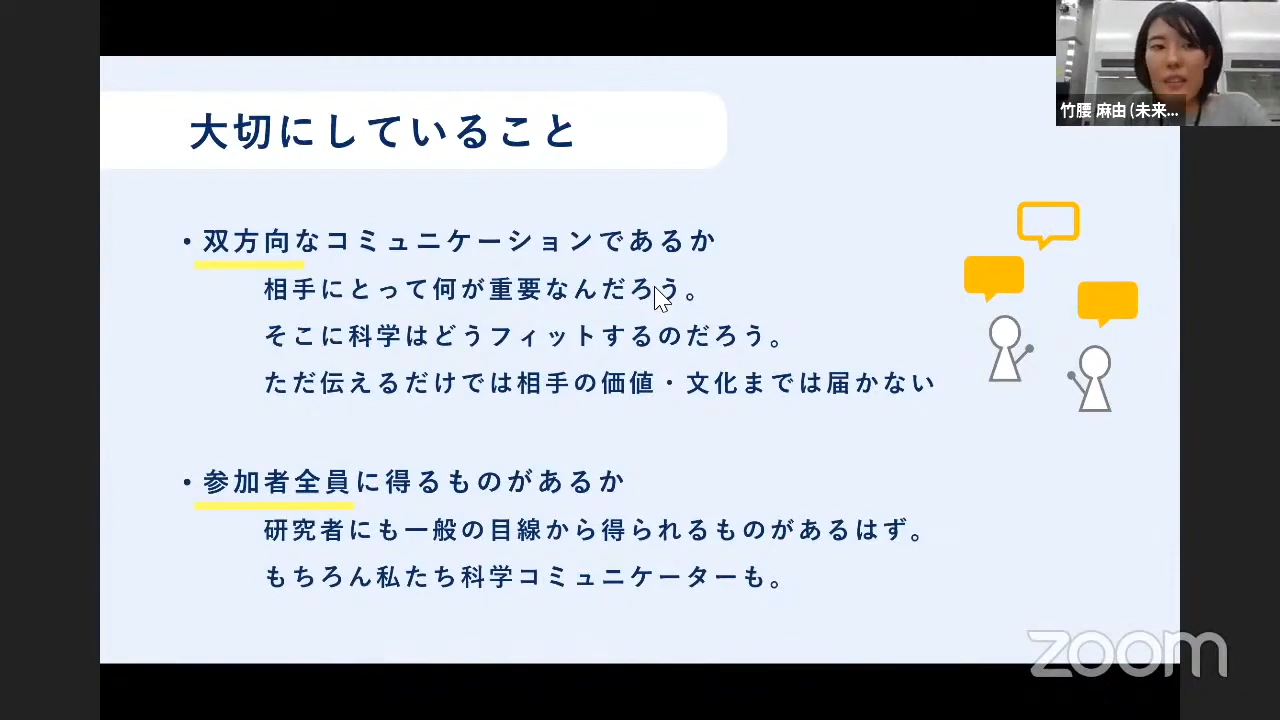 竹腰 麻由 (未来...
大切にしていること
・双方向なコミュニケーションであるか
相手にとって何が重要なんだろう。
そこに科学はどうフィットするのだろう。
ただ伝えるだけでは相手の価値・文化までは届かない
・参加者全員に得るものがあるか
研究者にも一般の目線から得られるものがあるはず。
もちろん私たち科学コミュニケーターも。
zoom